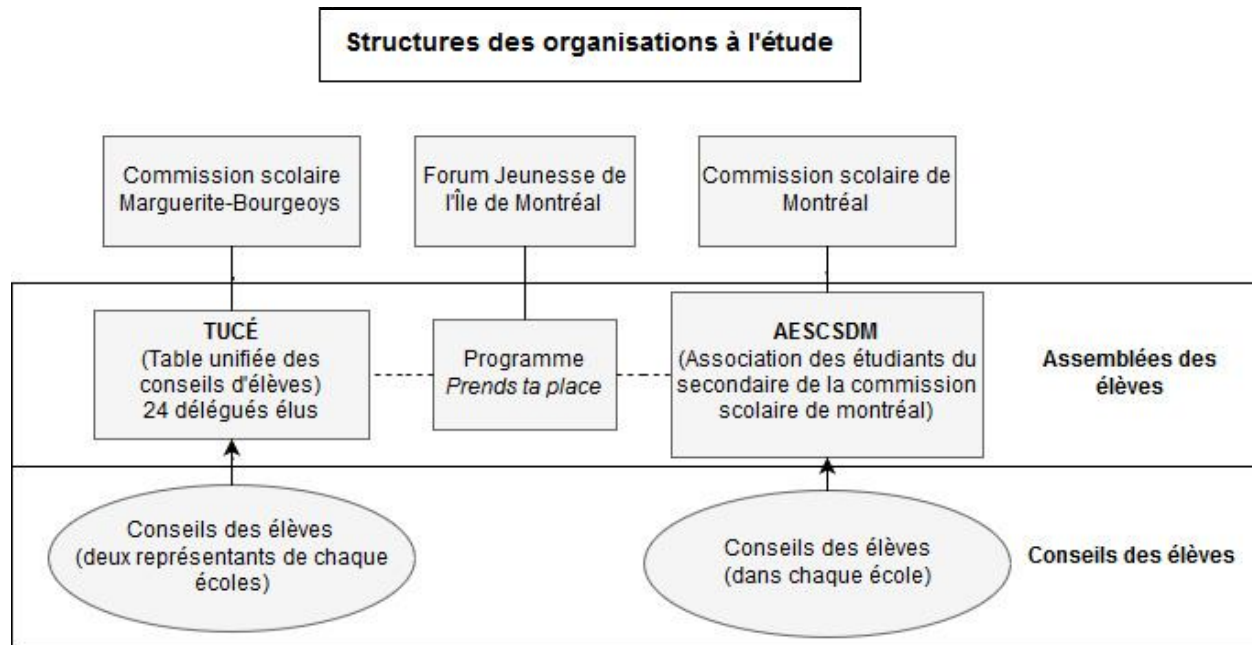 Structures des organisations à l'étude
Commission scolaire
Marguerite-Bourgeoys
Forum Jeunesse de
l'Île de Montréal
Commission scolaire de
Montréal
TUCÉ
(Table unifiée des
conseils d'élèves)
24 délégués élus
Programme
Prends ta place
AESCSDM
(Association des étudiants du
secondaire de la commission
scolaire de montréal)
Assemblées des
élèves
Conseils des élèves
(deux représentants de chaque
écoles)
Conseils des élèves
(dans chaque école)
Conseils des élèves